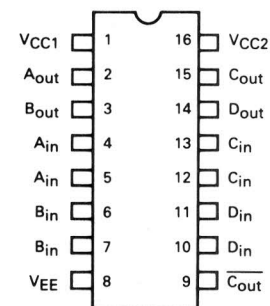 VCC1 1 16 VCC2
Aout 2 15 Cout
Bout 3 14 Dout
Ain 4 13 Cin
Ain 5 12 Cin
Bin 6 11 Din
Bin 7 10 Din
VEE 8 9 C̅o̅u̅t̅